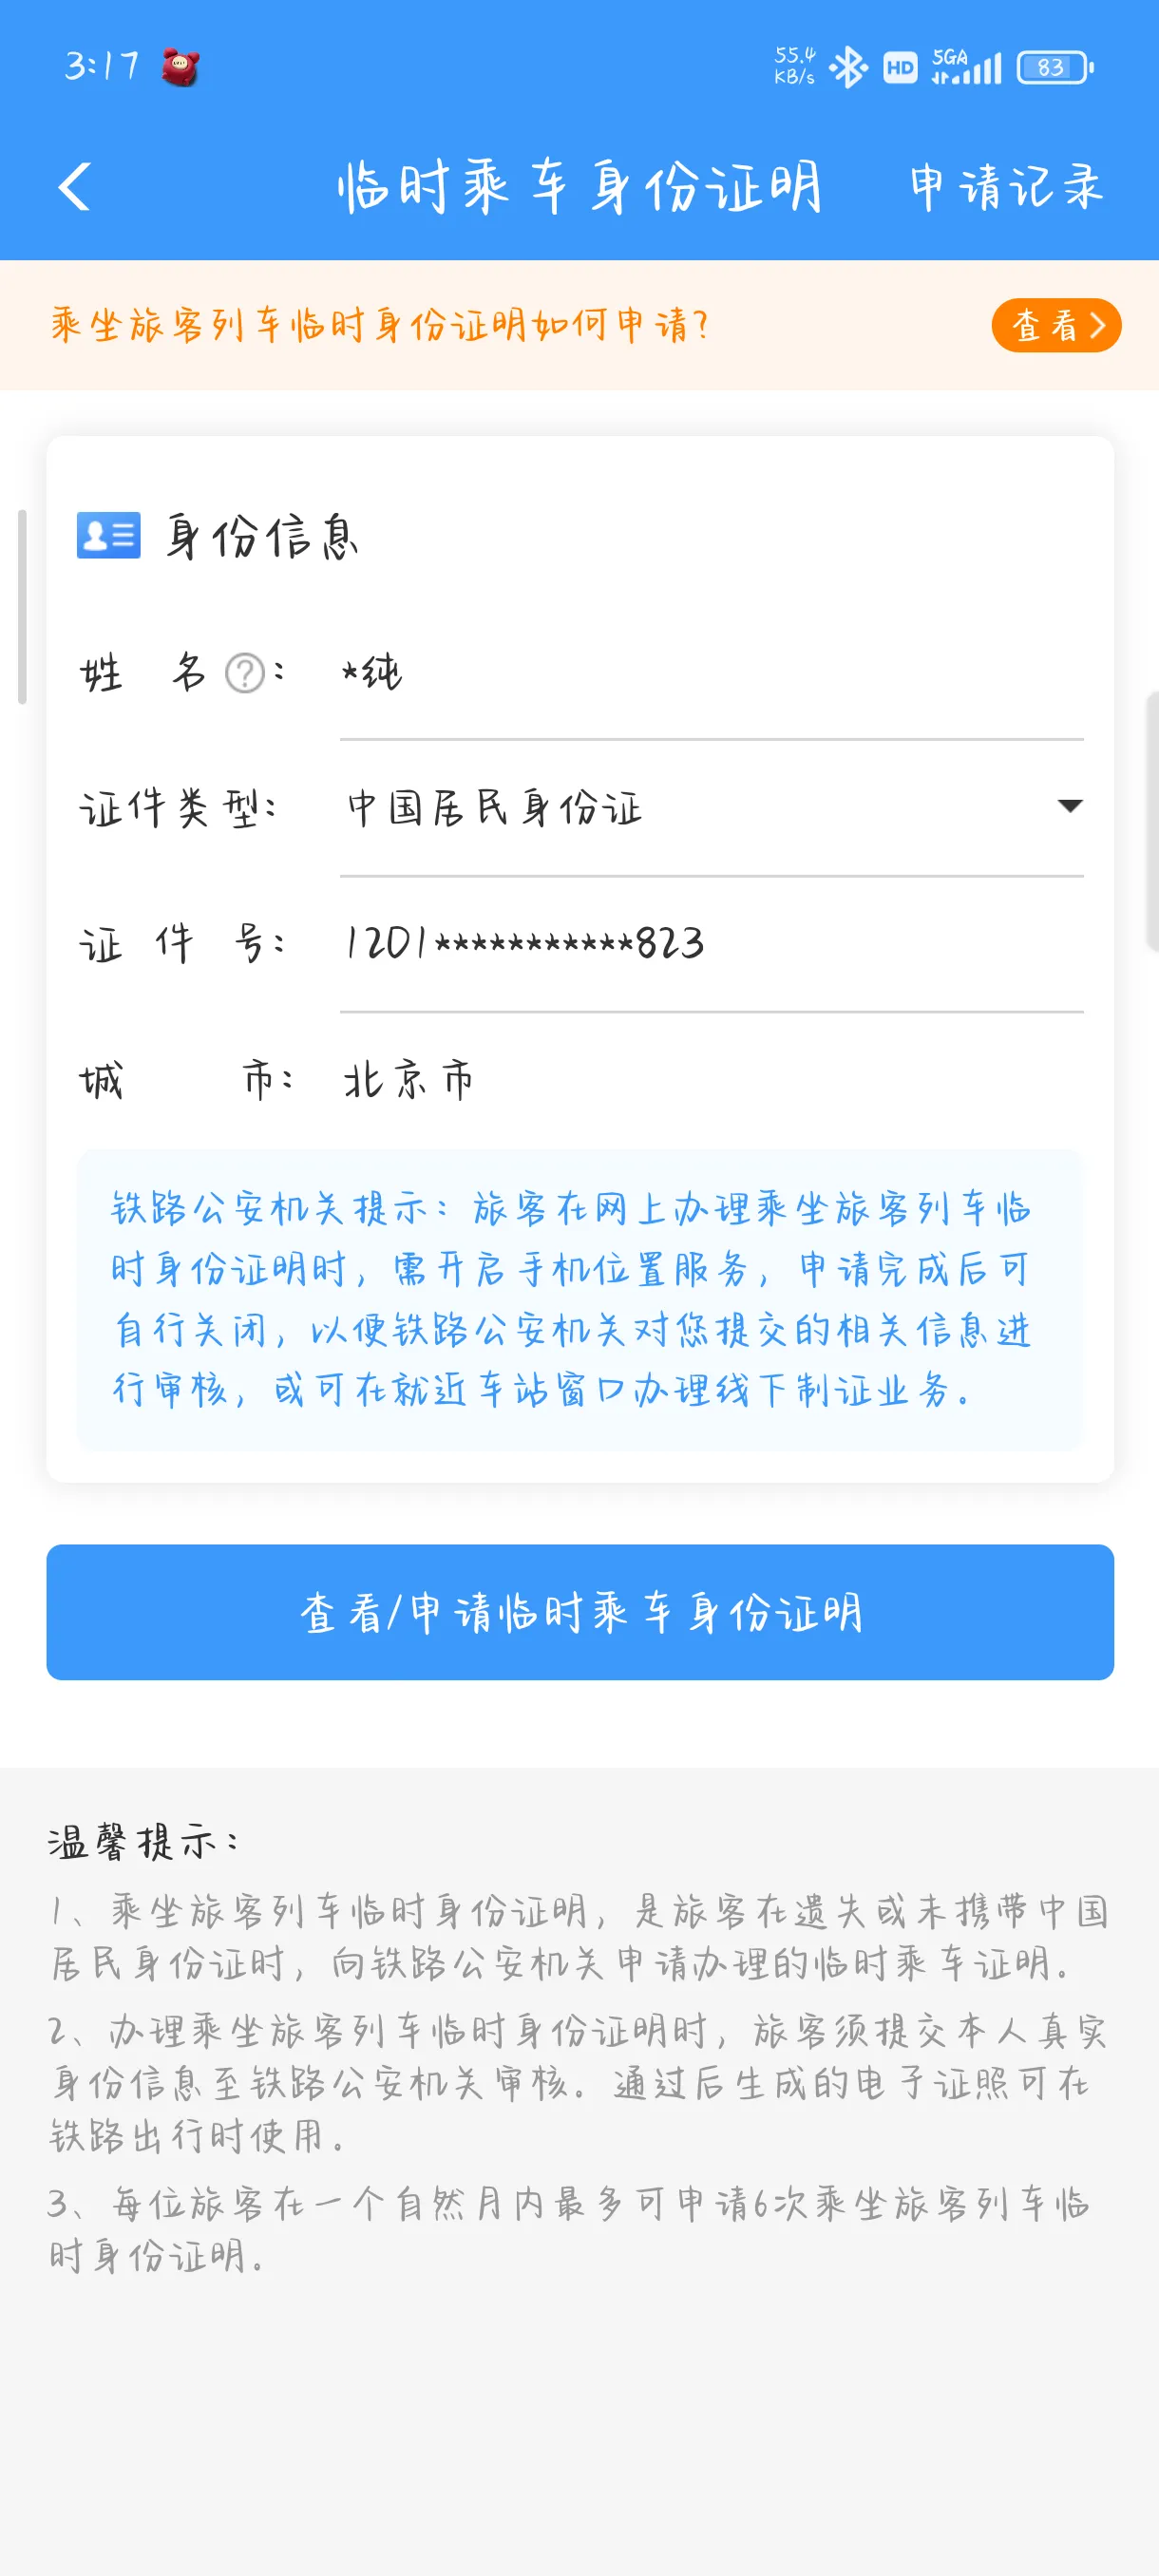 3:17
55.4 KB/s HD 5GA 83
临时乘车身份证明 申请记录
乘坐旅客列车临时身份证明如何申请? 查看
身份信息
姓 名?: *纯
证件类型: 中国居民身份证
证 件 号: 1201***********823
城 市: 北京市
铁路公安机关提示:旅客在网上办理乘坐旅客列车临
时身份证明时,需开启手机位置服务,申请完成后可
自行关闭,以便铁路公安机关对您提交的相关信息进
行审核,或可在就近车站窗口办理线下制证业务。
查看/申请临时乘车身份证明
温馨提示:
1、乘坐旅客列车临时身份证明,是旅客在遗失或未携带中国
居民身份证时,向铁路公安机关申请办理的临时乘车证明。
2、办理乘坐旅客列车临时身份证明时,旅客须提交本人真实
身份信息至铁路公安机关审核。通过后生成的电子证照可在
铁路出行时使用。
3、每位旅客在一个自然月内最多可申请6次乘坐旅客列车临
时身份证明。